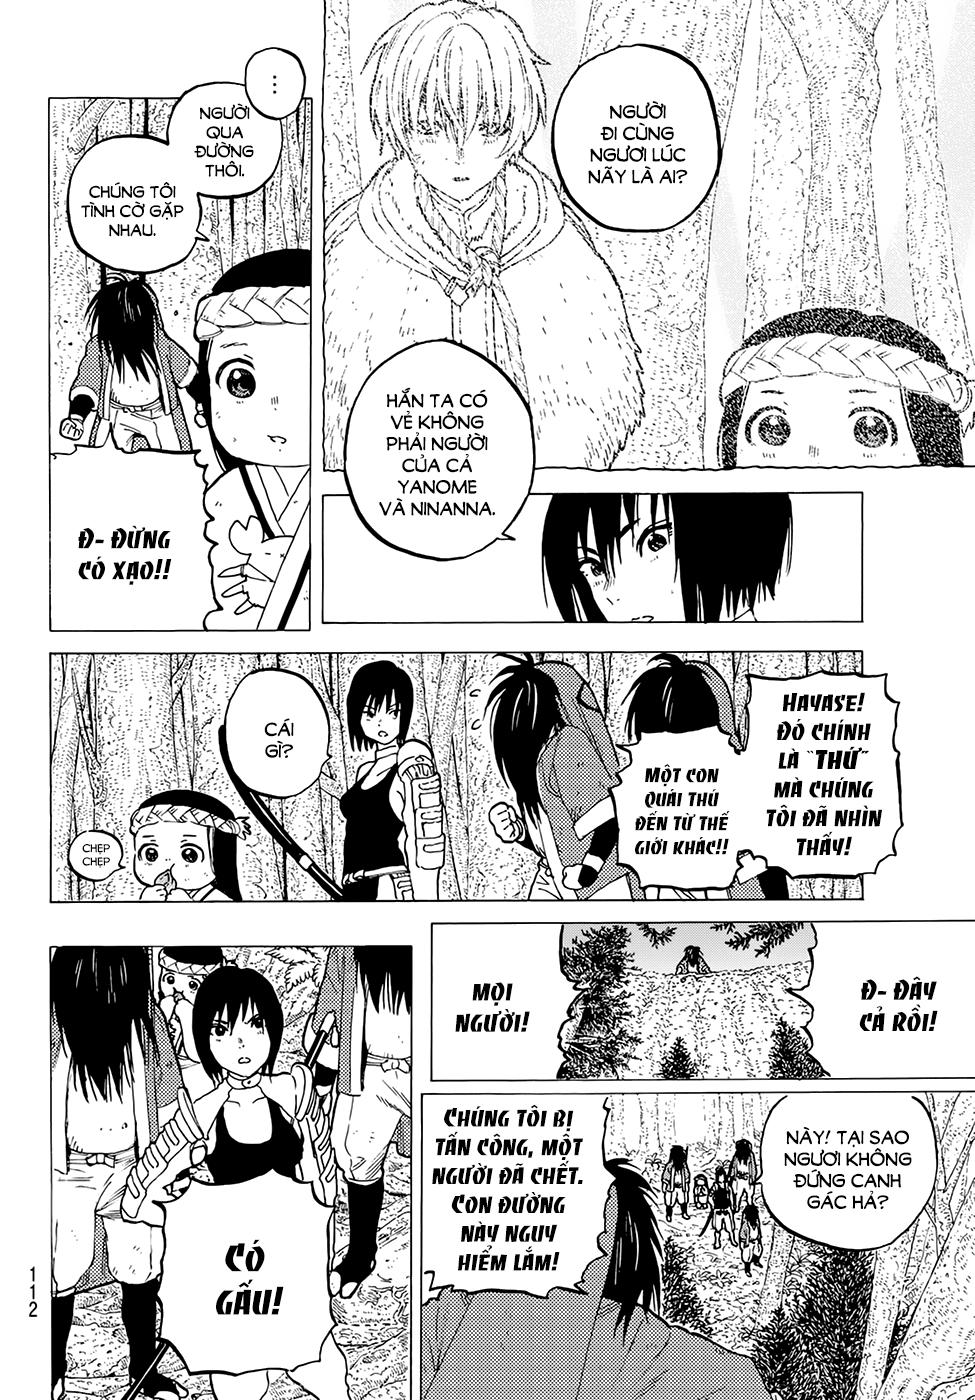 NGƯỜI
ĐI CÙNG
NGƯƠI LÚC
NÃY LÀ AI?
HẮN TA CÓ
VẺ KHÔNG
PHẢI NGƯỜI
CỦA CẢ
YANOME
VÀ NINANNA.
...
NGƯỜI
QUA
ĐƯỜNG
THÔI.
CHÚNG TÔI
TÌNH CỜ GẶP
NHAU.
Đ- ĐỪNG
CÓ XẠO!!
HAYASE!
ĐÓ CHÍNH
LÀ "THỨ"
MÀ CHÚNG
TÔI ĐÃ NHÌN
THẤY!
MỘT CON
QUÁI THÚ
ĐẾN TỪ THẾ
GIỚI KHÁC!!
CÁI
GÌ?
CHẸP
CHẸP
Đ- ĐÂY
CẢ RỒI!
MỌI
NGƯỜI!
NÀY! TẠI SAO
NGƯƠI KHÔNG
ĐỨNG CANH
GÁC HẢ?
CHÚNG TÔI BỊ
TẤN CÔNG, MỘT
NGƯỜI ĐÃ CHẾT.
CON ĐƯỜNG
NÀY NGUY
HIỂM LẮM!
CÓ
GẤU!
112